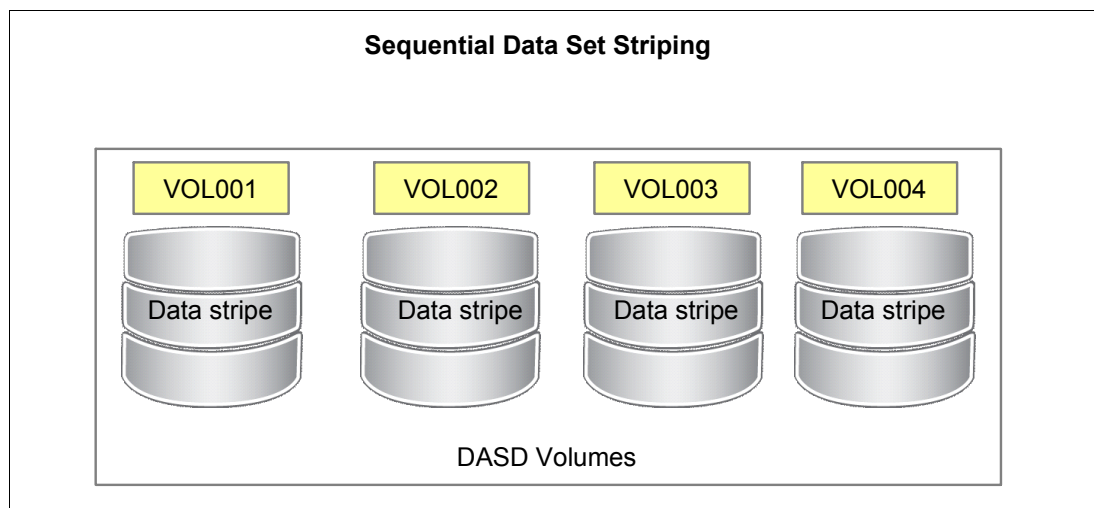 Sequential Data Set Striping
VOL001
VOL002
VOL003
VOL004
Data stripe
Data stripe
Data stripe
Data stripe
DASD Volumes